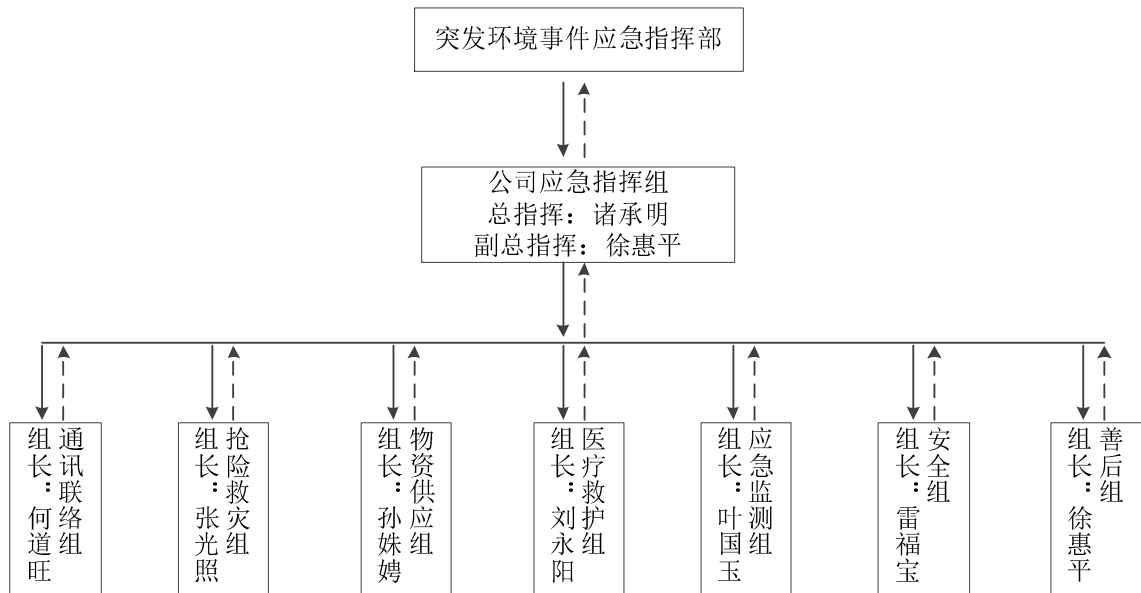 突发环境事件应急指挥部
公司应急指挥组
总指挥：诸承明
副总指挥：徐惠平
通讯联络组
组长：何道旺
抢险救灾组
组长：张光照
物资供应组
组长：孙姝娉
医疗救护组
组长：刘永阳
应急监测组
组长：叶国玉
安全组
组长：雷福宝
善后组
组长：徐惠平